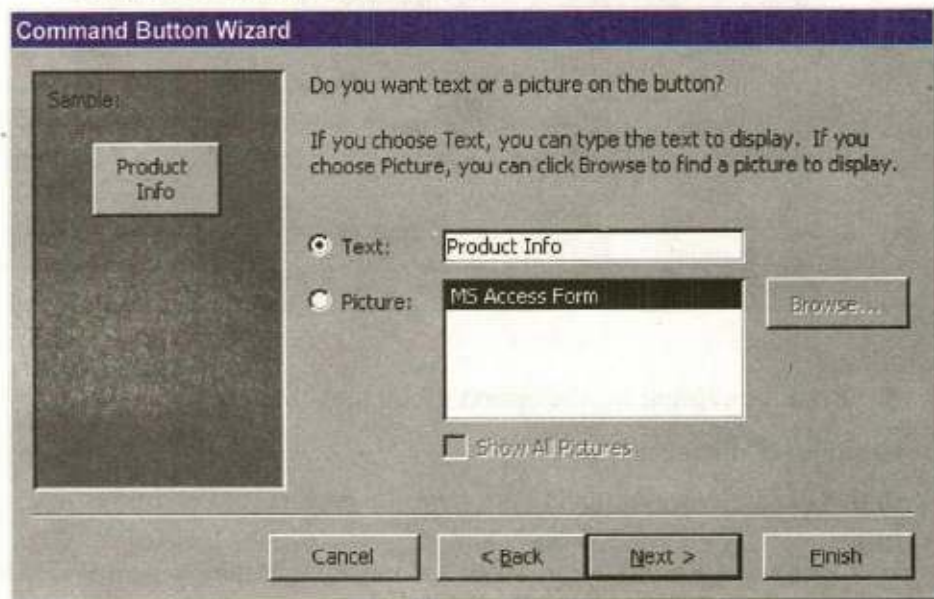 Command Button Wizard
Sample:
Product
Info
Do you want text or a picture on the button?
If you choose Text, you can type the text to display. If you
choose Picture, you can click Browse to find a picture to display.
Text:
Product Info
Picture:
MS Access Form
Browse...
Show All Pictures
Cancel
< Back
Next >
Finish